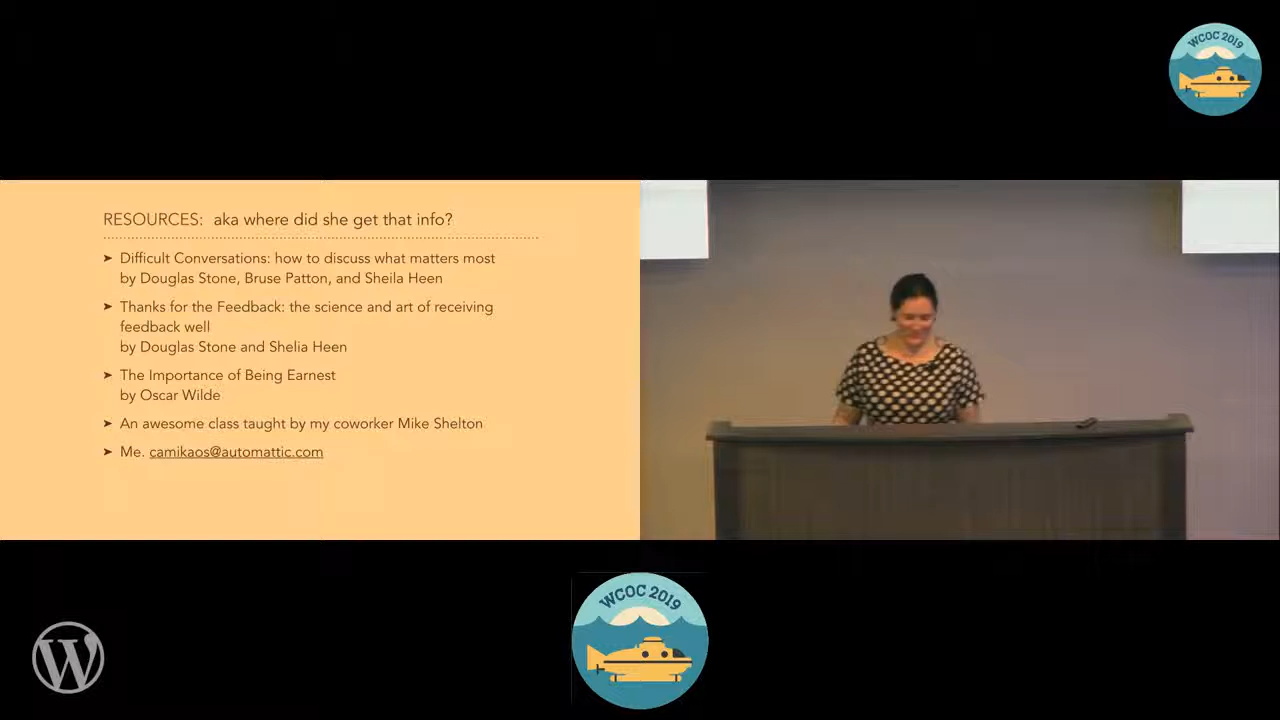 WCOC 2019
RESOURCES: aka where did she get that info?
➤ Difficult Conversations: how to discuss what matters most
by Douglas Stone, Bruse Patton, and Sheila Heen
➤ Thanks for the Feedback: the science and art of receiving
feedback well
by Douglas Stone and Shelia Heen
➤ The Importance of Being Earnest
by Oscar Wilde
➤ An awesome class taught by my coworker Mike Shelton
➤ Me. camikaos@automattic.com
WCOC 2019
W